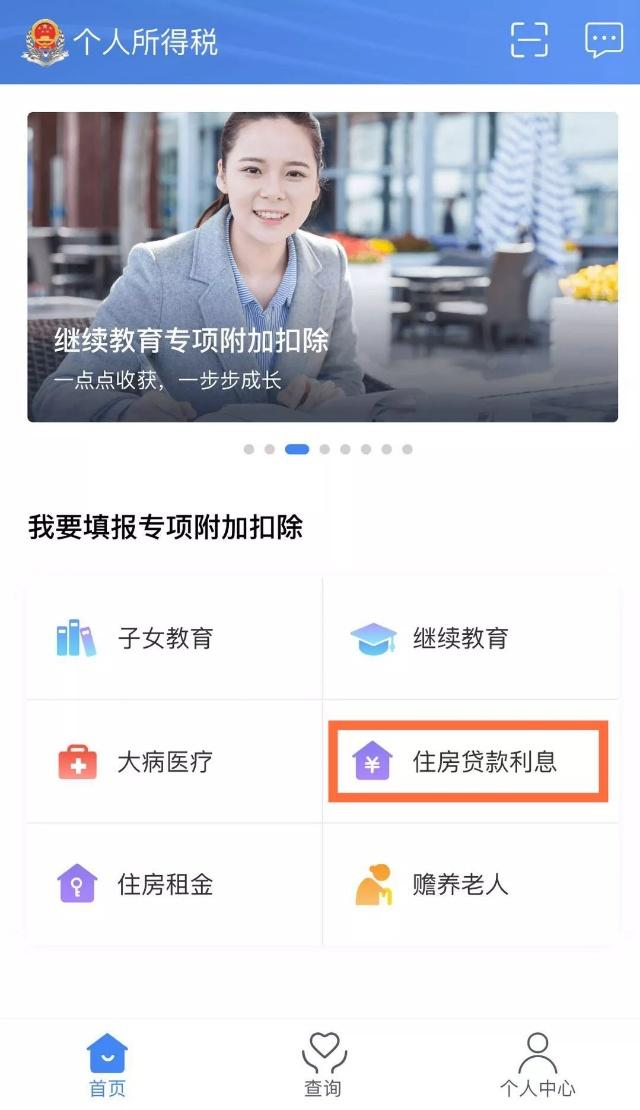 个人所得税
继续教育专项附加扣除
一点点收获，一步步成长
我要填报专项附加扣除
子女教育
继续教育
大病医疗
¥
住房贷款利息
住房租金
赡养老人
首页
查询
个人中心